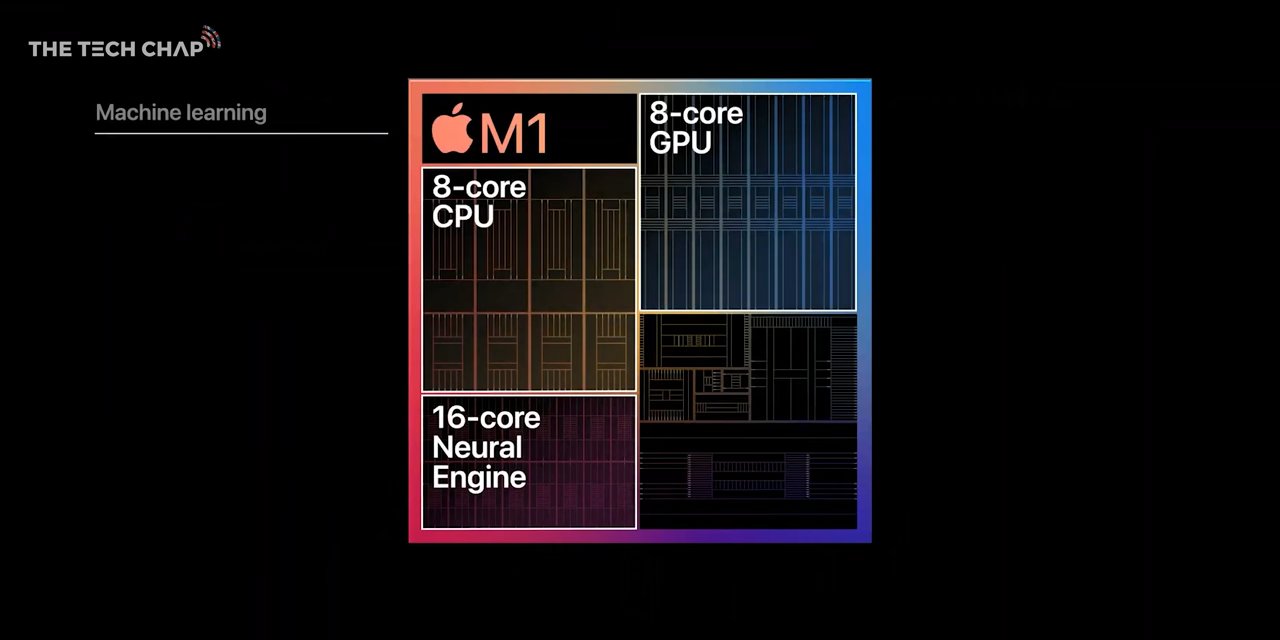 THE TECH CHAP
Machine learning
M1
8-core
CPU
16-core
Neural
Engine
8-core
GPU